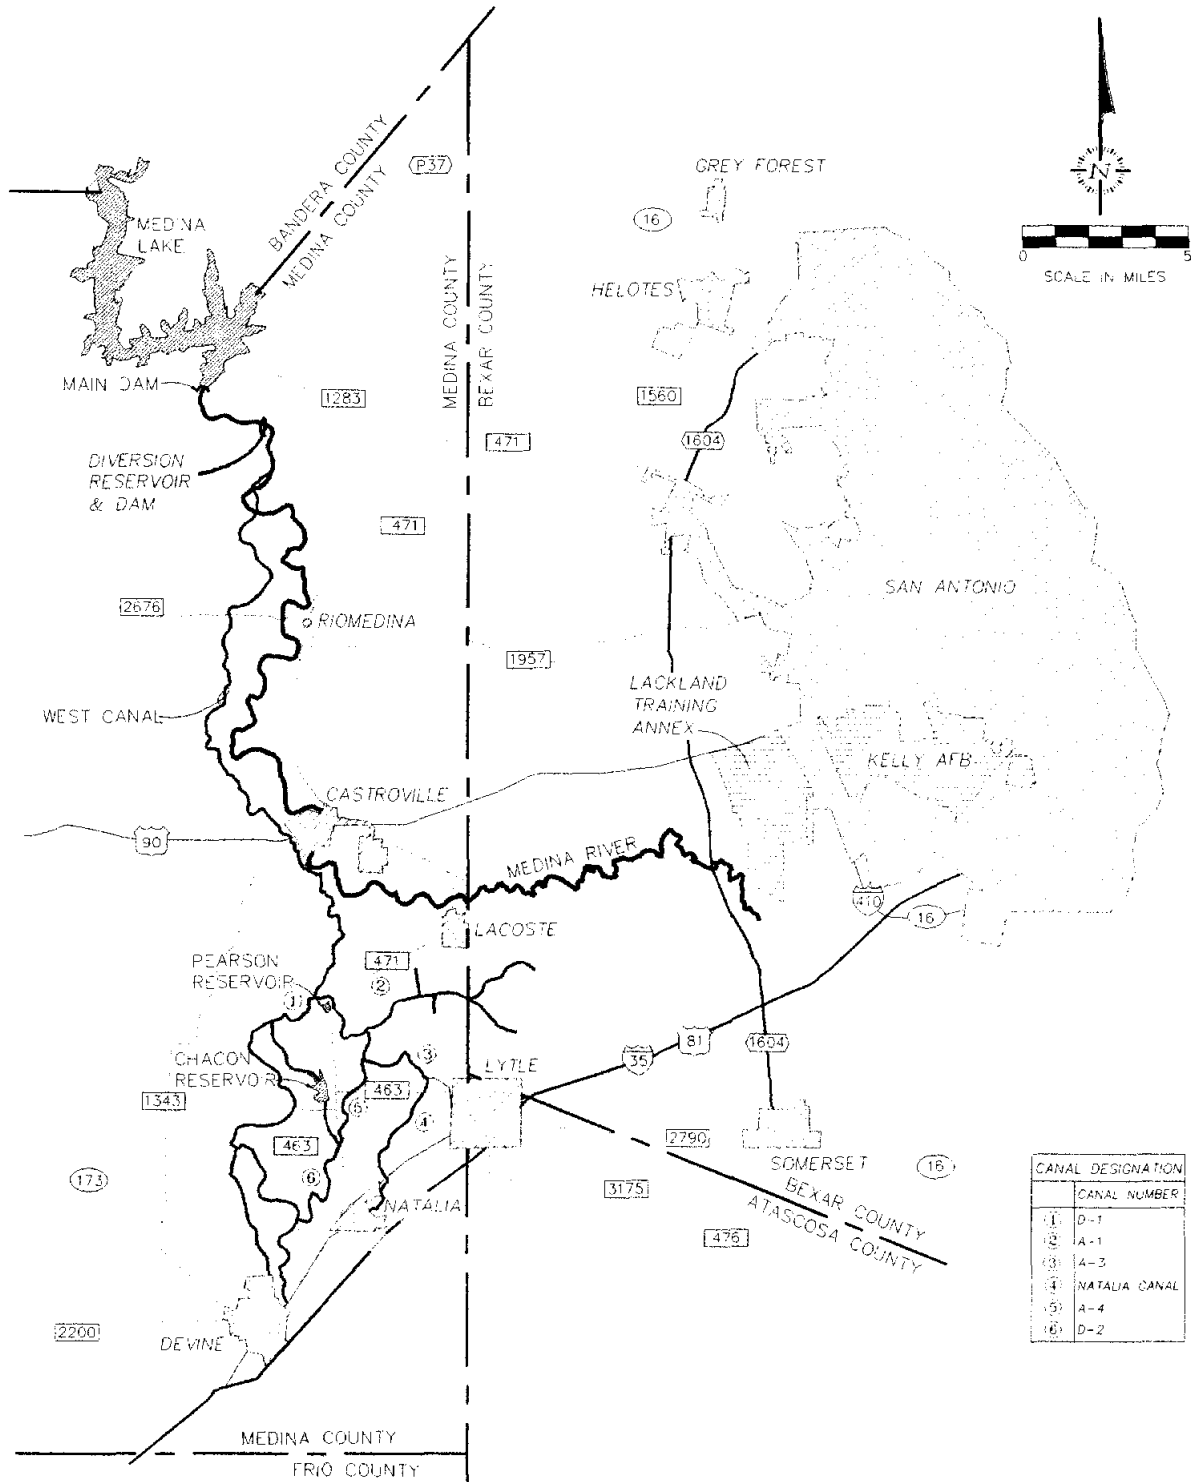 BANDERA COUNTY
MEDINA COUNTY
P37
GREY FOREST
16
N
0 5
SCALE IN MILES
MEDINA
LAKE
HELOTES
MEDINA COUNTY
BEXAR COUNTY
MAIN DAM
1283
1560
471
1604
DIVERSION
RESERVOIR
& DAM
471
SAN ANTONIO
2676
RIOMEDINA
1957
LACKLAND
TRAINING
ANNEX
WEST CANAL
KELLY AFB
CASTROVILLE
90
MEDINA RIVER
410
16
LACOSTE
PEARSON
RESERVOIR
471
1
2
81
1604
35
3
LYTLE
CHACON
RESERVOIR
463
1343
5
4
463
2790
6
SOMERSET
16
173
3175
NATALIA
BEXAR COUNTY
ATASCOSA COUNTY
476
CANAL DESIGNATION
CANAL NUMBER
1 D-1
2 A-1
3 A-3
4 NATALIA CANAL
5 A-4
6 D-2
2200
DEVINE
MEDINA COUNTY
FRIO COUNTY